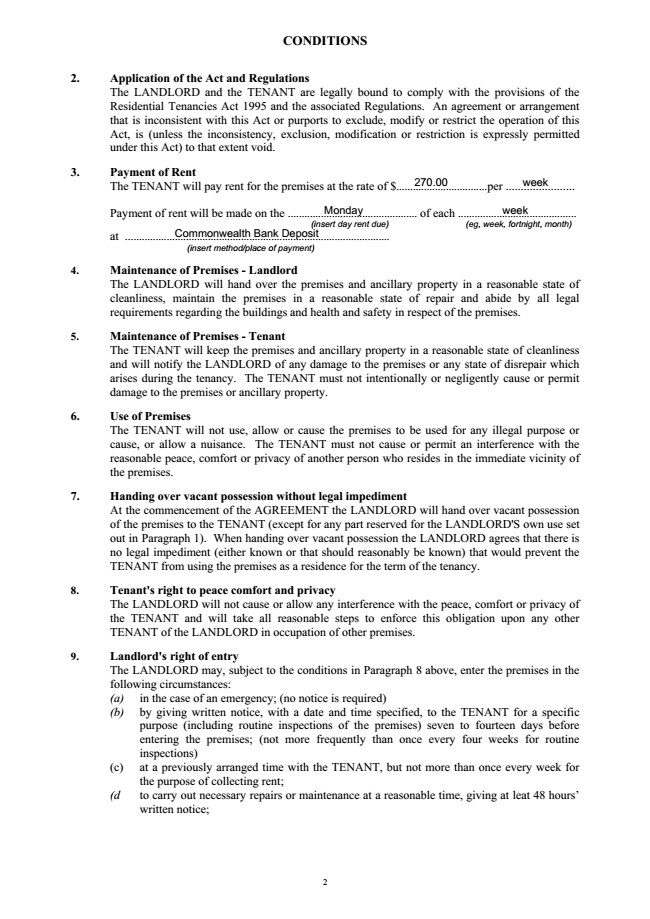 CONDITIONS
2. Application of the Act and Regulations
The LANDLORD and the TENANT are legally bound to comply with the provisions of the
Residential Tenancies Act 1995 and the associated Regulations. An agreement or arrangement
that is inconsistent with this Act or purports to exclude, modify or restrict the operation of this
Act, is (unless the inconsistency, exclusion, modification or restriction is expressly permitted
under this Act) to that extent void.
3. Payment of Rent
The TENANT will pay rent for the premises at the rate of $.....270.00.....per .....week.....
Payment of rent will be made on the .....Monday..... of each .....week.....
(insert day rent due) (eg, week, fortnight, month)
at .....Commonwealth Bank Deposit.....
(insert method/place of payment)
4. Maintenance of Premises - Landlord
The LANDLORD will hand over the premises and ancillary property in a reasonable state of
cleanliness, maintain the premises in a reasonable state of repair and abide by all legal
requirements regarding the buildings and health and safety in respect of the premises.
5. Maintenance of Premises - Tenant
The TENANT will keep the premises and ancillary property in a reasonable state of cleanliness
and will notify the LANDLORD of any damage to the premises or any state of disrepair which
arises during the tenancy. The TENANT must not intentionally or negligently cause or permit
damage to the premises or ancillary property.
6. Use of Premises
The TENANT will not use, allow or cause the premises to be used for any illegal purpose or
cause, or allow a nuisance. The TENANT must not cause or permit an interference with the
reasonable peace, comfort or privacy of another person who resides in the immediate vicinity of
the premises.
7. Handing over vacant possession without legal impediment
At the commencement of the AGREEMENT the LANDLORD will hand over vacant possession
of the premises to the TENANT (except for any part reserved for the LANDLORD'S own use set
out in Paragraph 1). When handing over vacant possession the LANDLORD agrees that there is
no legal impediment (either known or that should reasonably be known) that would prevent the
TENANT from using the premises as a residence for the term of the tenancy.
8. Tenant's right to peace comfort and privacy
The LANDLORD will not cause or allow any interference with the peace, comfort or privacy of
the TENANT and will take all reasonable steps to enforce this obligation upon any other
TENANT of the LANDLORD in occupation of other premises.
9. Landlord's right of entry
The LANDLORD may, subject to the conditions in Paragraph 8 above, enter the premises in the
following circumstances:
(a) in the case of an emergency; (no notice is required)
(b) by giving written notice, with a date and time specified, to the TENANT for a specific
purpose (including routine inspections of the premises) seven to fourteen days before
entering the premises; (not more frequently than once every four weeks for routine
inspections)
(c) at a previously arranged time with the TENANT, but not more than once every week for
the purpose of collecting rent;
(d to carry out necessary repairs or maintenance at a reasonable time, giving at leat 48 hours'
written notice;
2